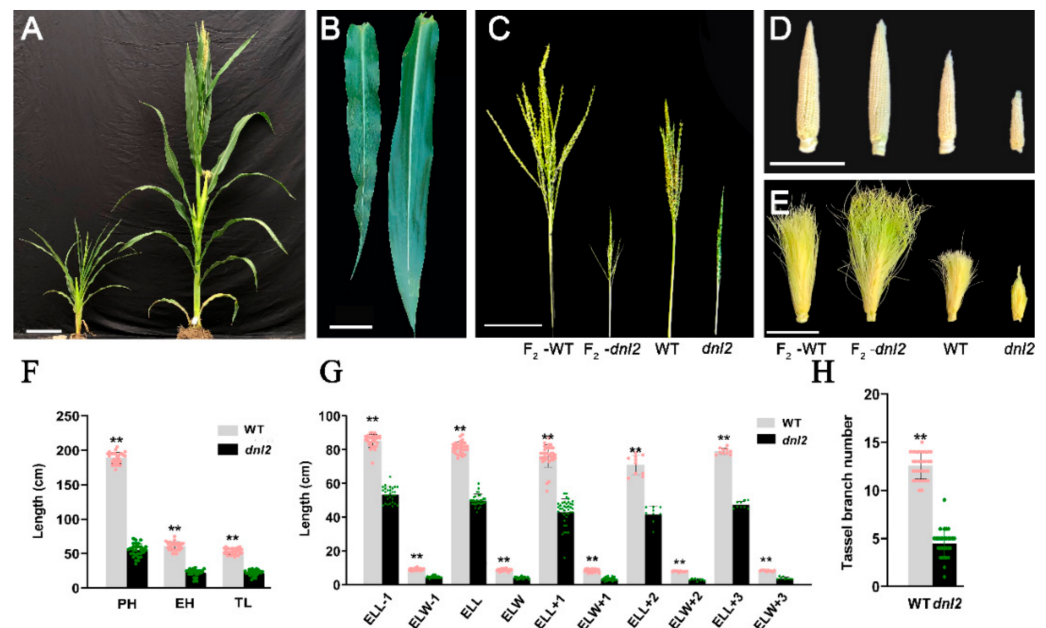 A
B
C
D
E
F₂ -WT F₂ -dnl2 WT dnl2
F₂ -WT F₂ -dnl2 WT dnl2
F
Length (cm)
250
200
150
100
50
0
WT
dnl2
** ** **
PH EH TL
G
Length (cm)
100
80
60
40
20
0
WT
dnl2
** ** ** ** ** ** ** ** ** **
ELL-1 ELW-1 ELL ELW ELL+1 ELW+1 ELL+2 ELW+2 ELL+3 ELW+3
H
Tassel branch number
20
15
10
5
0
**
WT dnl2